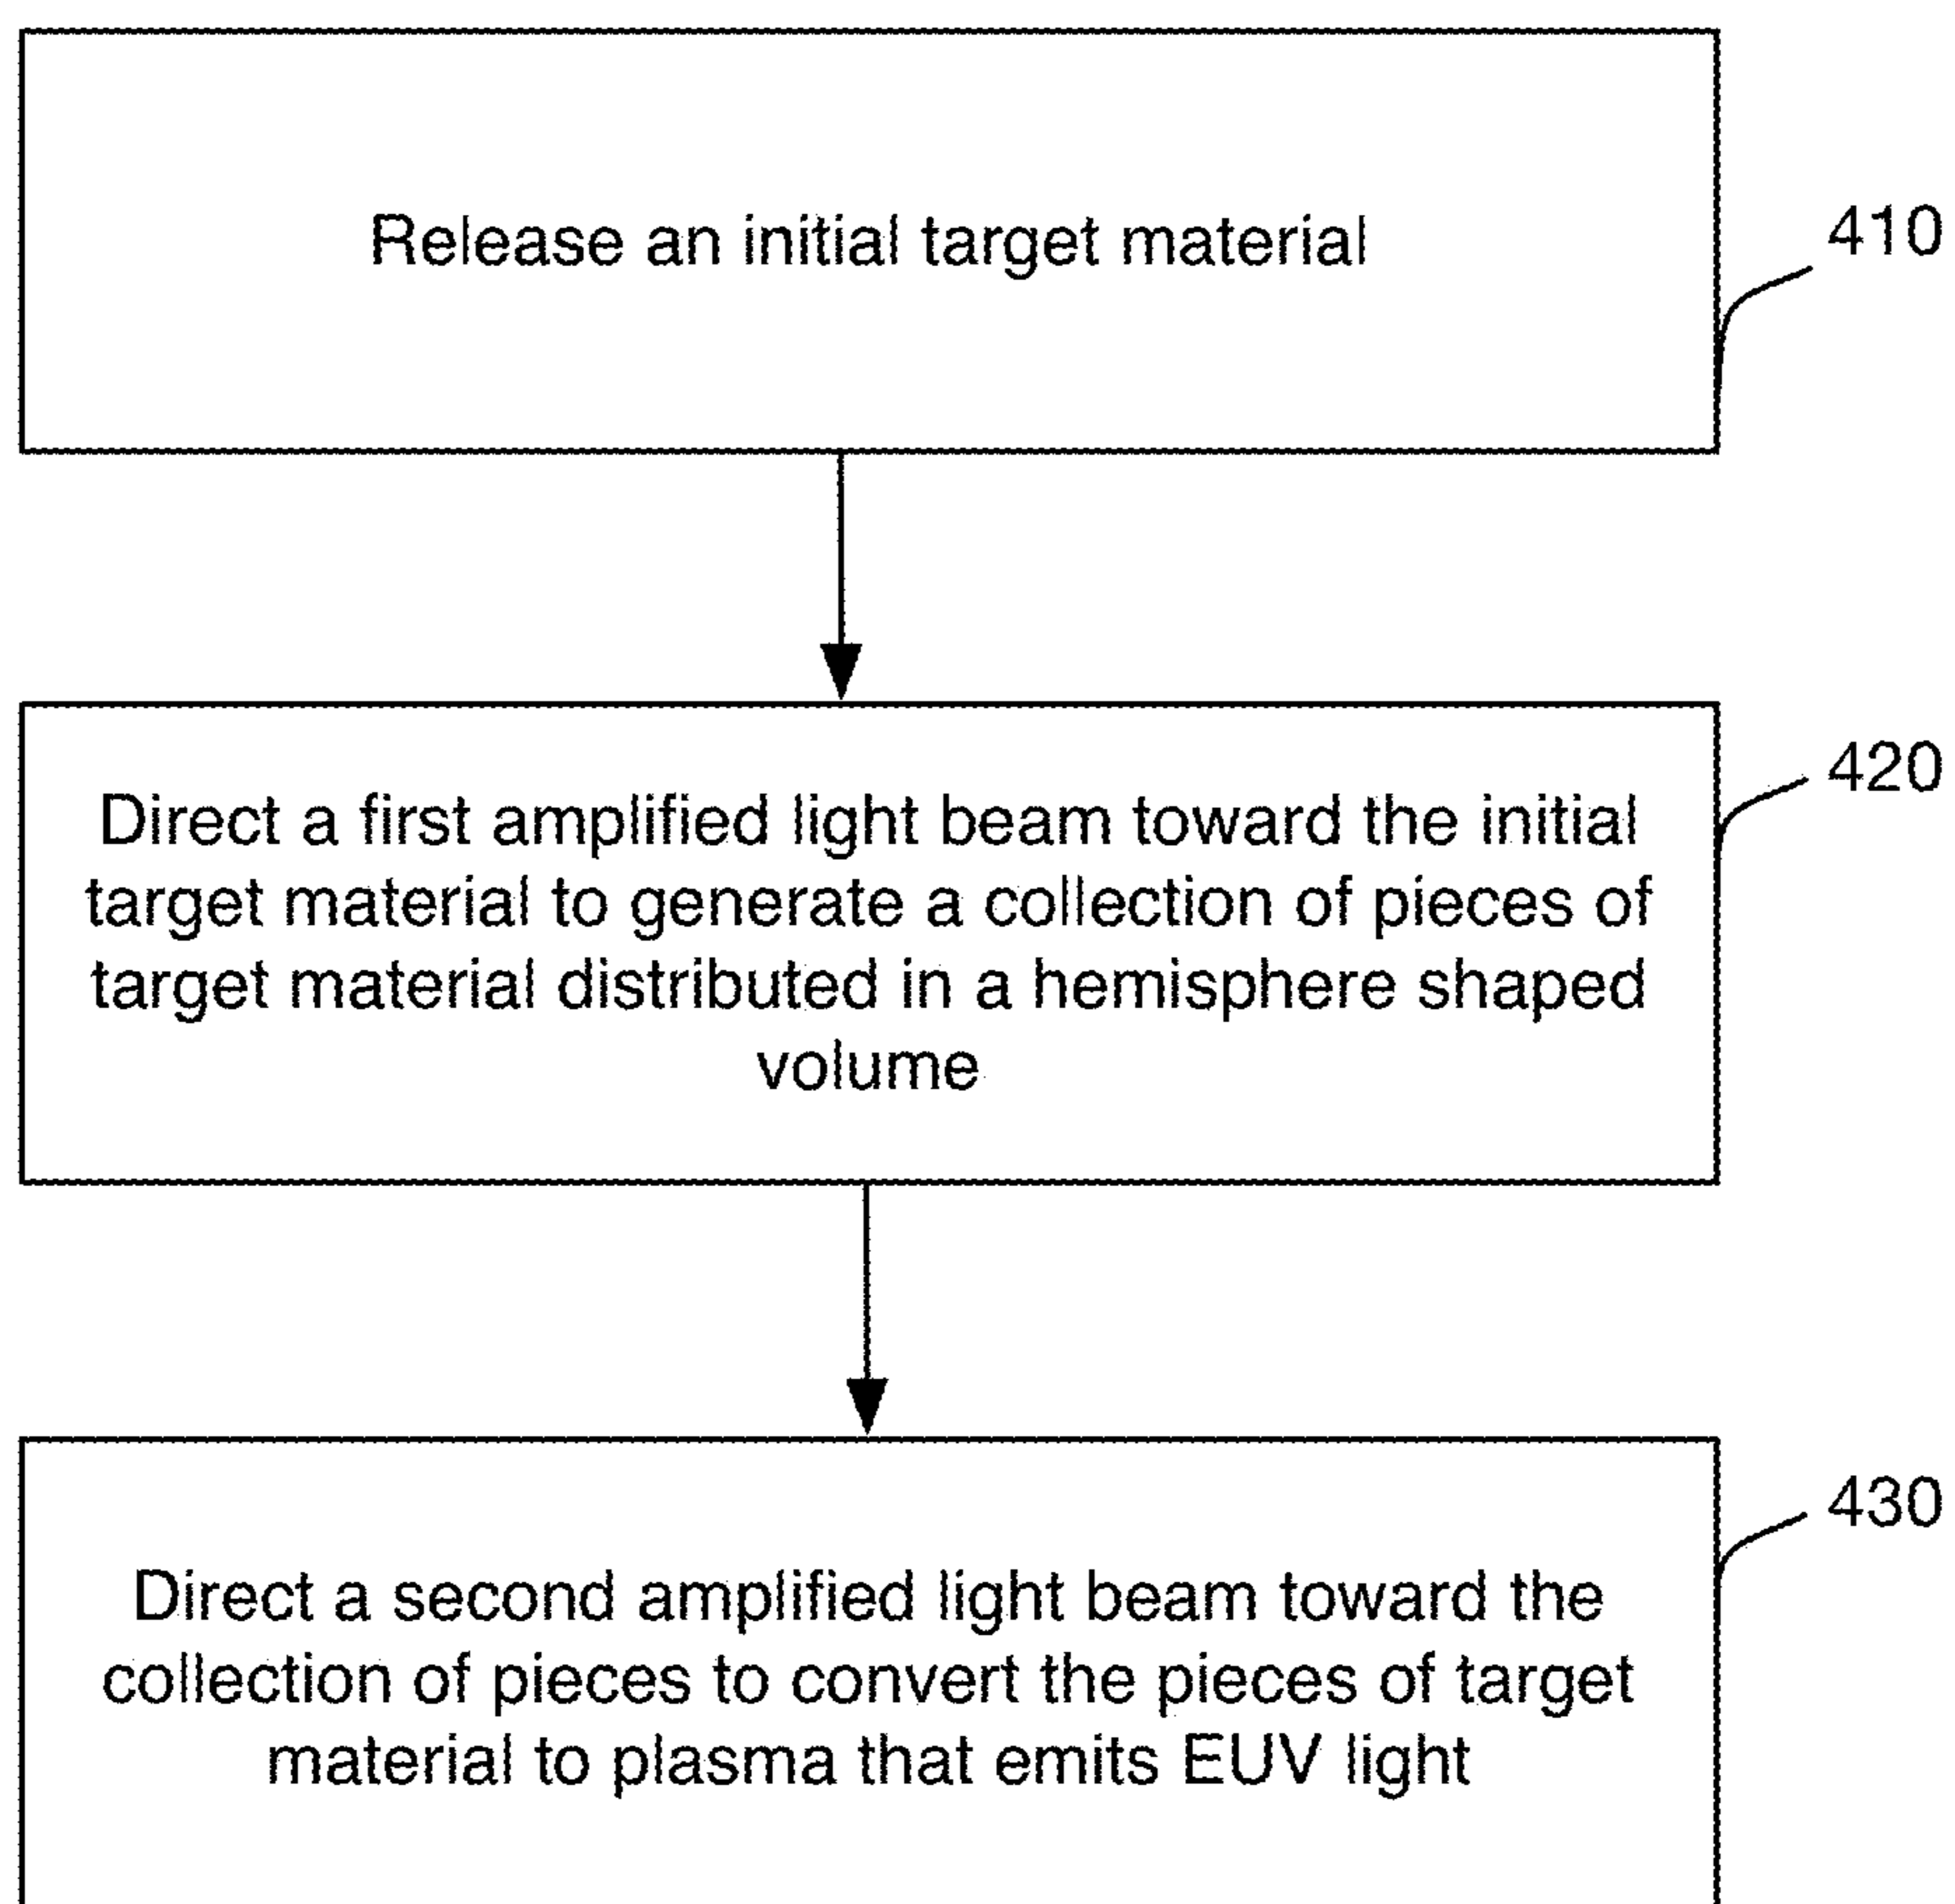 Release an initial target material
410
Direct a first amplified light beam toward the initial
target material to generate a collection of pieces of
target material distributed in a hemisphere shaped
volume
420
Direct a second amplified light beam toward the
collection of pieces to convert the pieces of target
material to plasma that emits EUV light
430